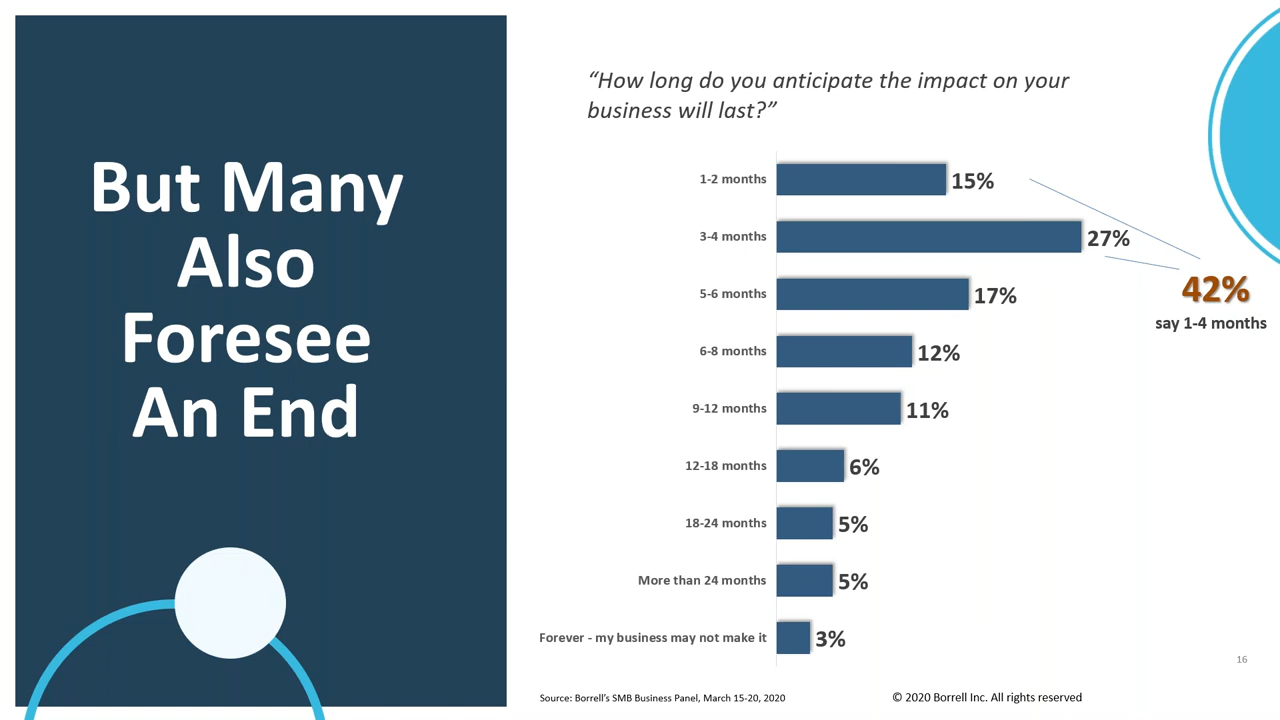 But Many
Also
Foresee
An End
“How long do you anticipate the impact on your
business will last?”
1-2 months 15%
3-4 months 27%
5-6 months 17%
6-8 months 12%
9-12 months 11%
12-18 months 6%
18-24 months 5%
More than 24 months 5%
Forever - my business may not make it 3%
42%
say 1-4 months
16
Source: Borrell’s SMB Business Panel, March 15-20, 2020
© 2020 Borrell Inc. All rights reserved